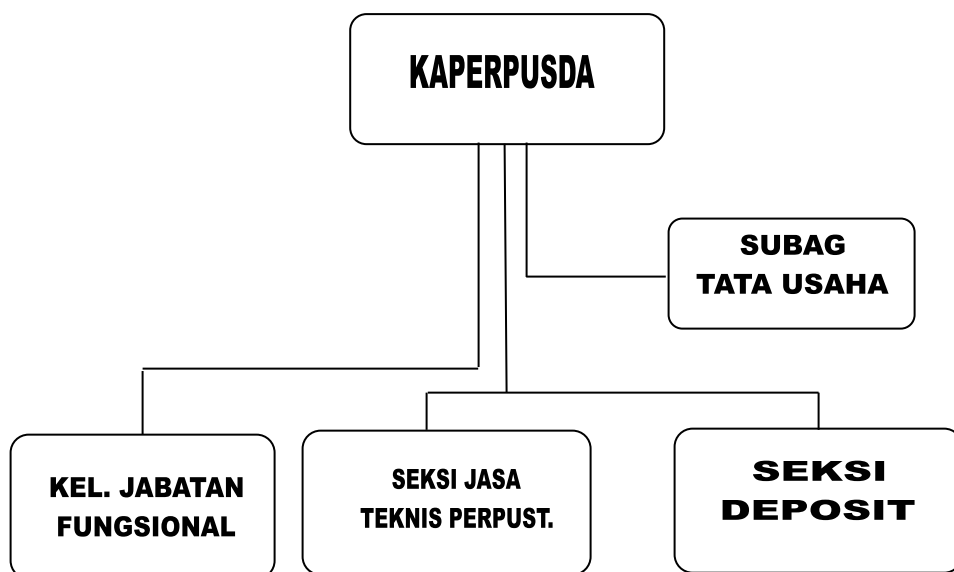 KAPERPUSDA
SUBAG
TATA USAHA
KEL. JABATAN
FUNGSIONAL
SEKSI JASA
TEKNIS PERPUST.
SEKSI
DEPOSIT